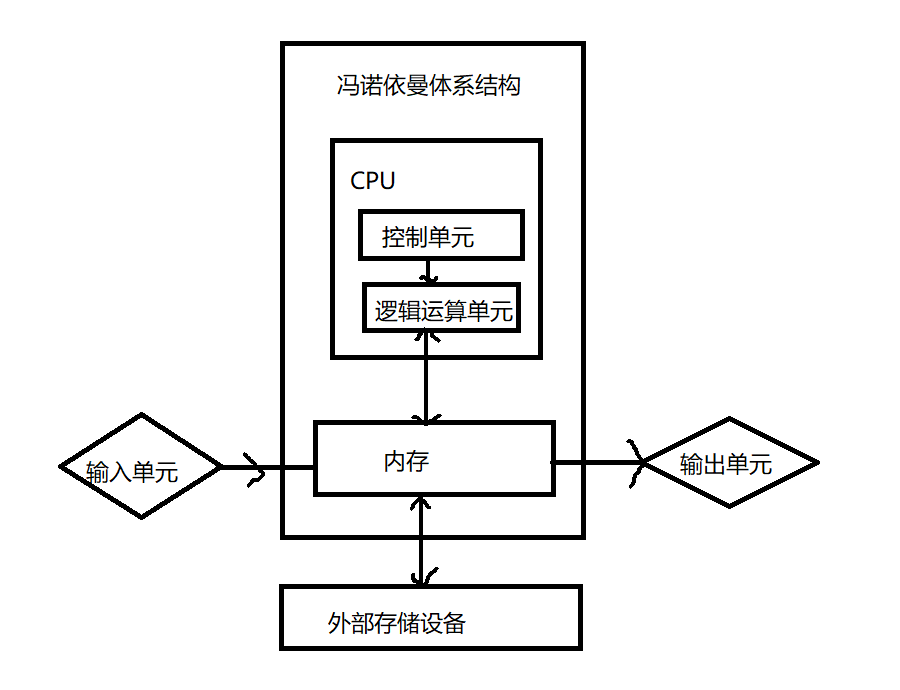 冯诺依曼体系结构
CPU
控制单元
逻辑运算单元
输入单元
内存
输出单元
外部存储设备